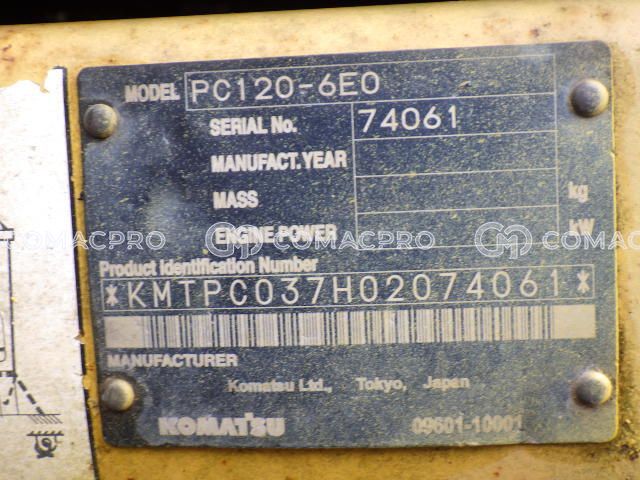 MODEL PC120-6E0
SERIAL No. 74061
MANUFACT. YEAR
MASS kg
ENGINE POWER kW
COMACPRO COMACPRO COMACPRO
Product Identification Number
*KMTPC037H02074061*
MANUFACTURER
Komatsu Ltd., Tokyo, Japan
KOMATSU 09601-10001